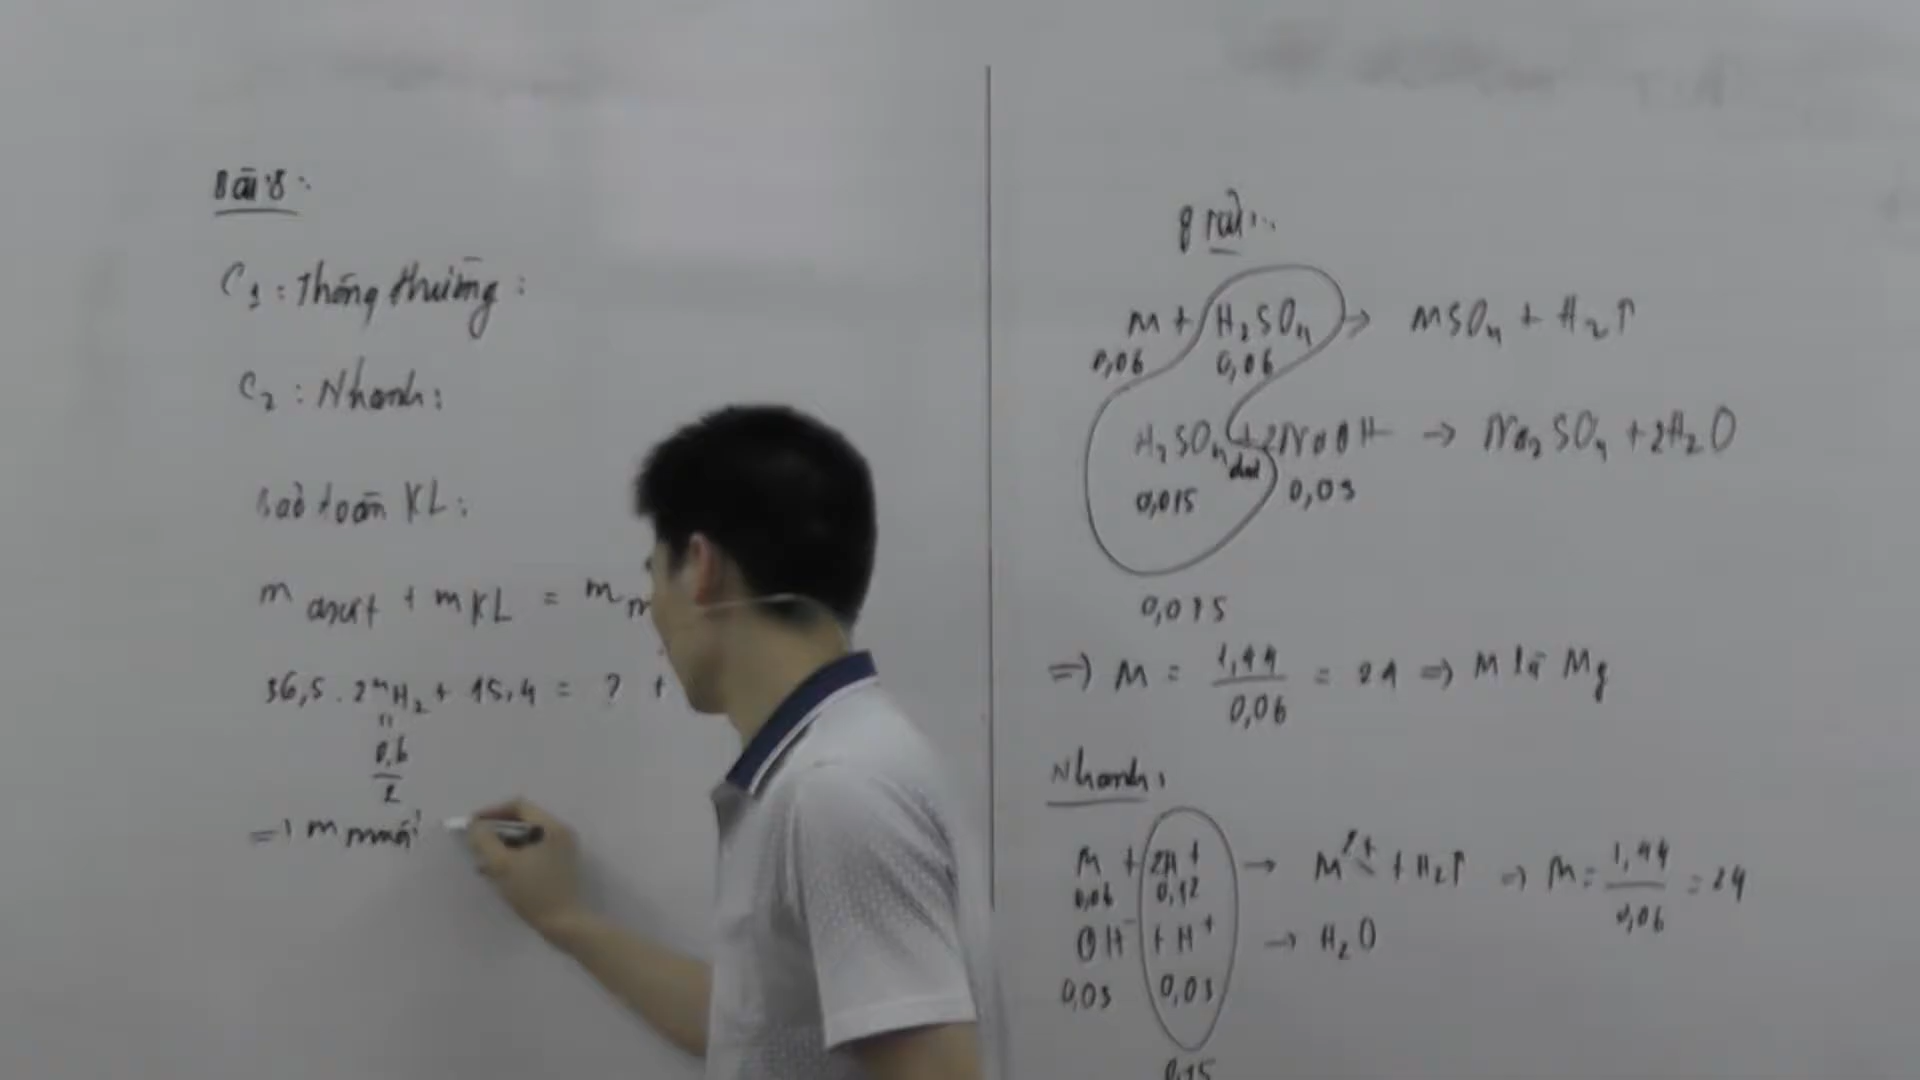 Bài 8:
C1: Thông thường:
C2: Nhanh:
Bảo toàn KL:
m axit + m KL = m m
36,5 . 2nH2 + 15,4 = ? +
"
0,6
2
=> m muối
M + H2SO4 → MSO4 + H2↑
0,06 0,06
H2SO4 dư + 2NaOH → Na2SO4 + 2H2O
0,015 0,03
0,075
=> M = 1,44 / 0,06 = 24 => M là Mg
Nhanh:
M + 2H+ → M2+ + H2↑ => M = 1,44 / 0,06 = 24
0,06 0,12
OH- + H+ → H2O
0,03 0,03
0,15